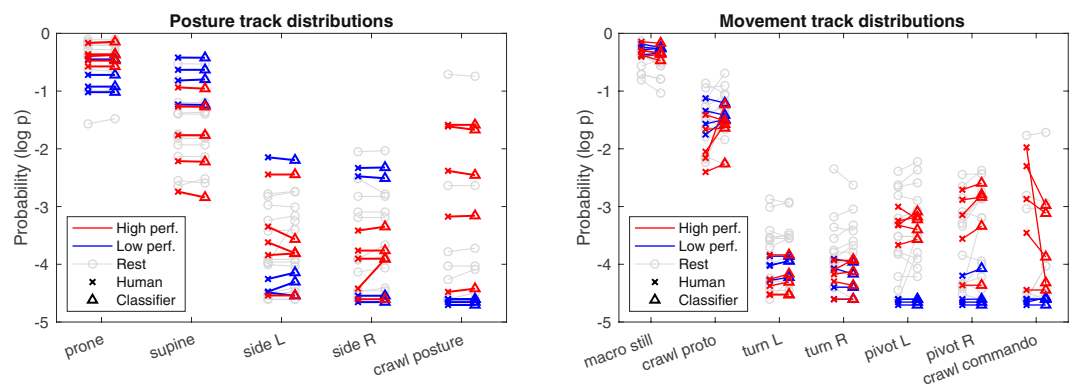 Posture track distributions
Probability (log p)
0
-1
-2
-3
-4
-5
High perf.
Low perf.
Rest
Human
Classifier
prone
supine
side L
side R
crawl posture
Movement track distributions
Probability (log p)
0
-1
-2
-3
-4
-5
High perf.
Low perf.
Rest
Human
Classifier
macro still
crawl proto
turn L
turn R
pivot L
pivot R
crawl commando